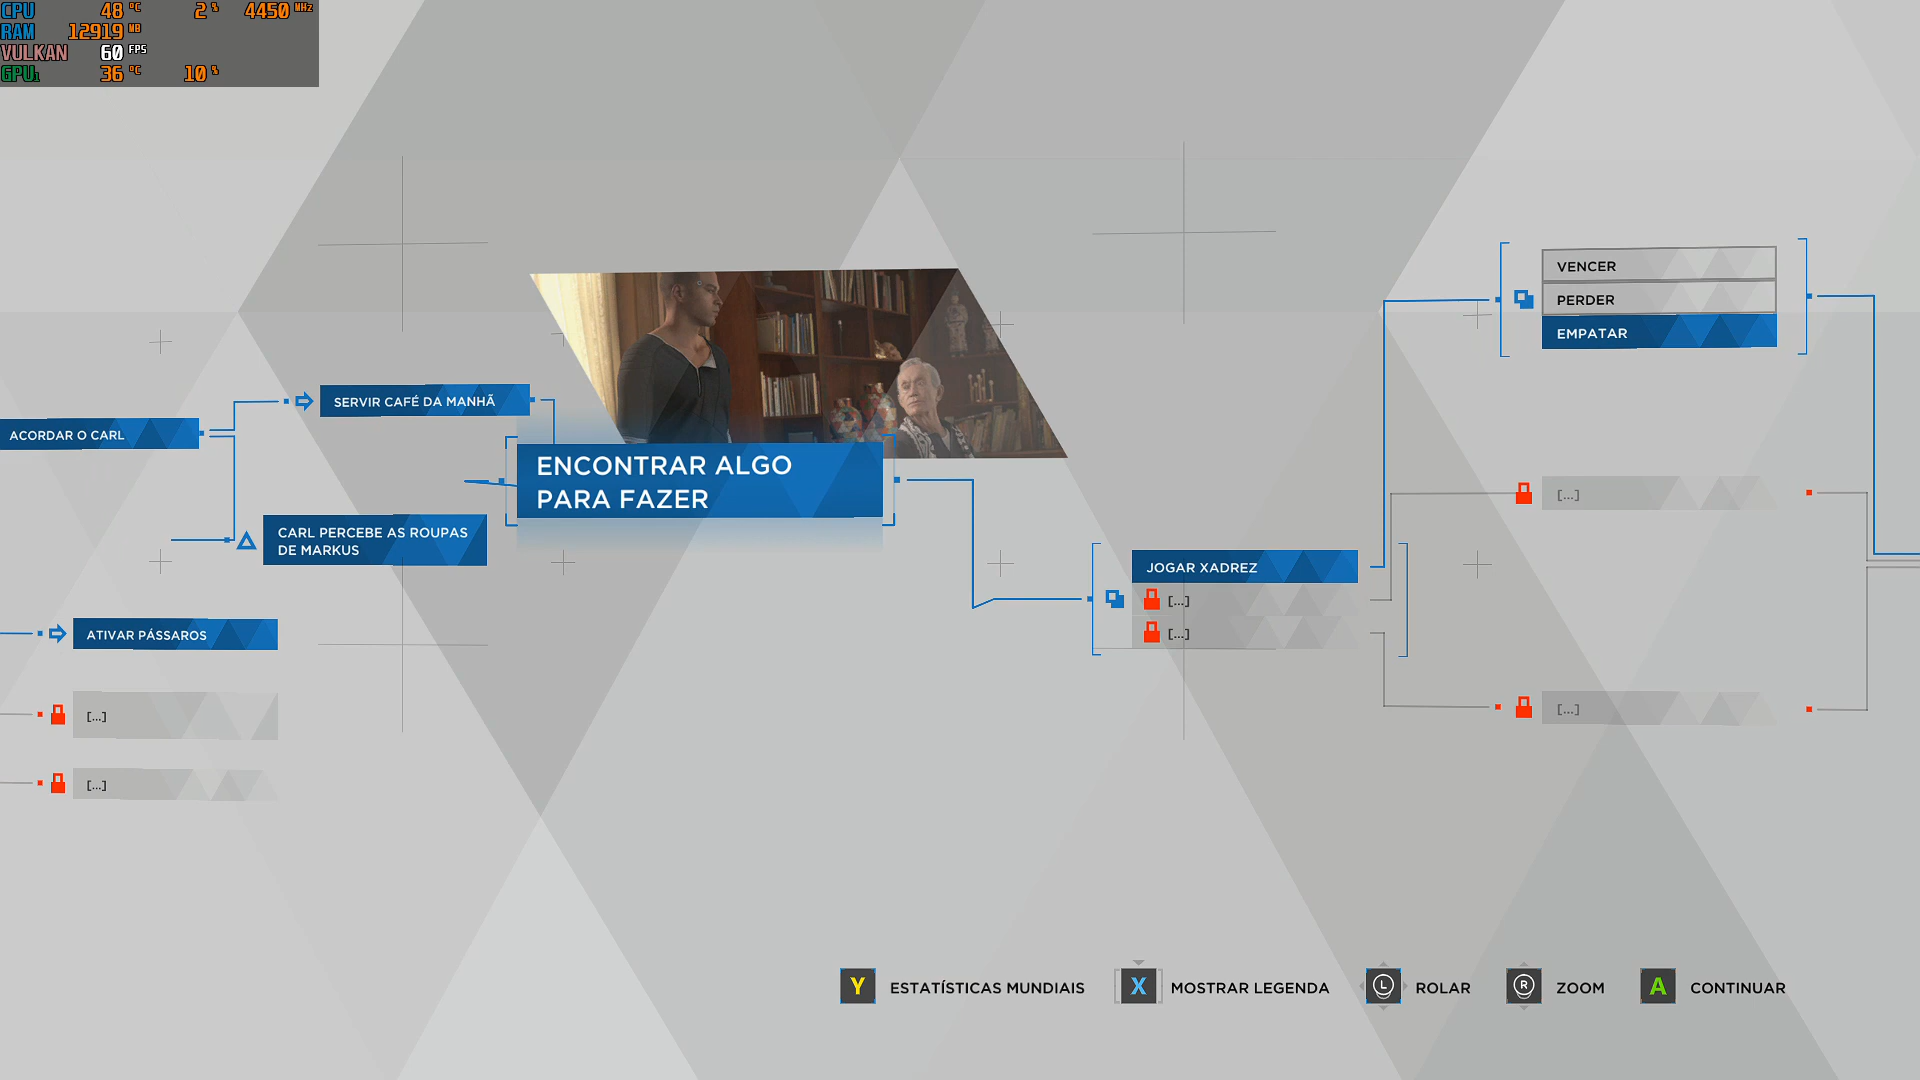 CPU 48 °C 2 % 4450 MHz
RAM 12919 MB
VULKAN 60 FPS
GPU1 36 °C 10 %
ACORDAR O CARL
SERVIR CAFÉ DA MANHÃ
CARL PERCEBE AS ROUPAS
DE MARKUS
ATIVAR PÁSSAROS
[...]
[...]
ENCONTRAR ALGO
PARA FAZER
JOGAR XADREZ
[...]
[...]
VENCER
PERDER
EMPATAR
[...]
[...]
Y ESTATÍSTICAS MUNDIAIS
X MOSTRAR LEGENDA
L ROLAR
R ZOOM
A CONTINUAR